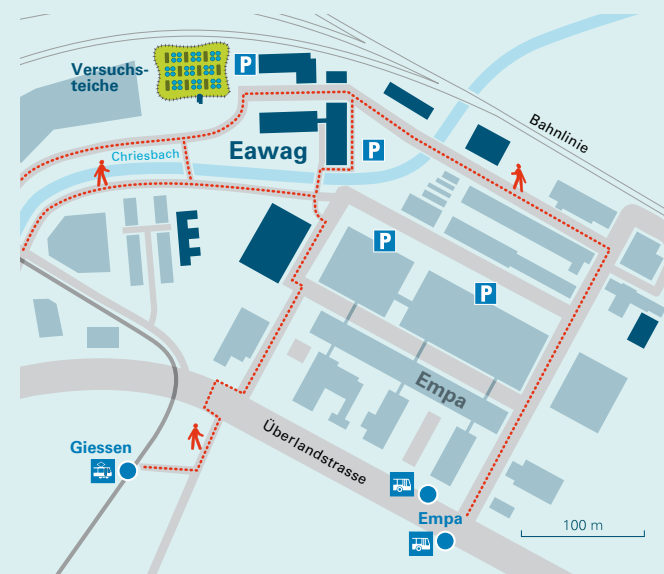 Versuchs-
teiche
P
Bahnlinie
Chriesbach
Eawag
P
P
P
Empa
Überlandstrasse
Giessen
Empa
100 m